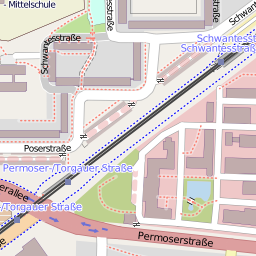 Mittelschule
Schwantesstraße
Schwantesstraße
Schwantesstraße
Poserstraße
Permoser-/Torgauer Straße
/Torgauer Straße
Permoserstraße